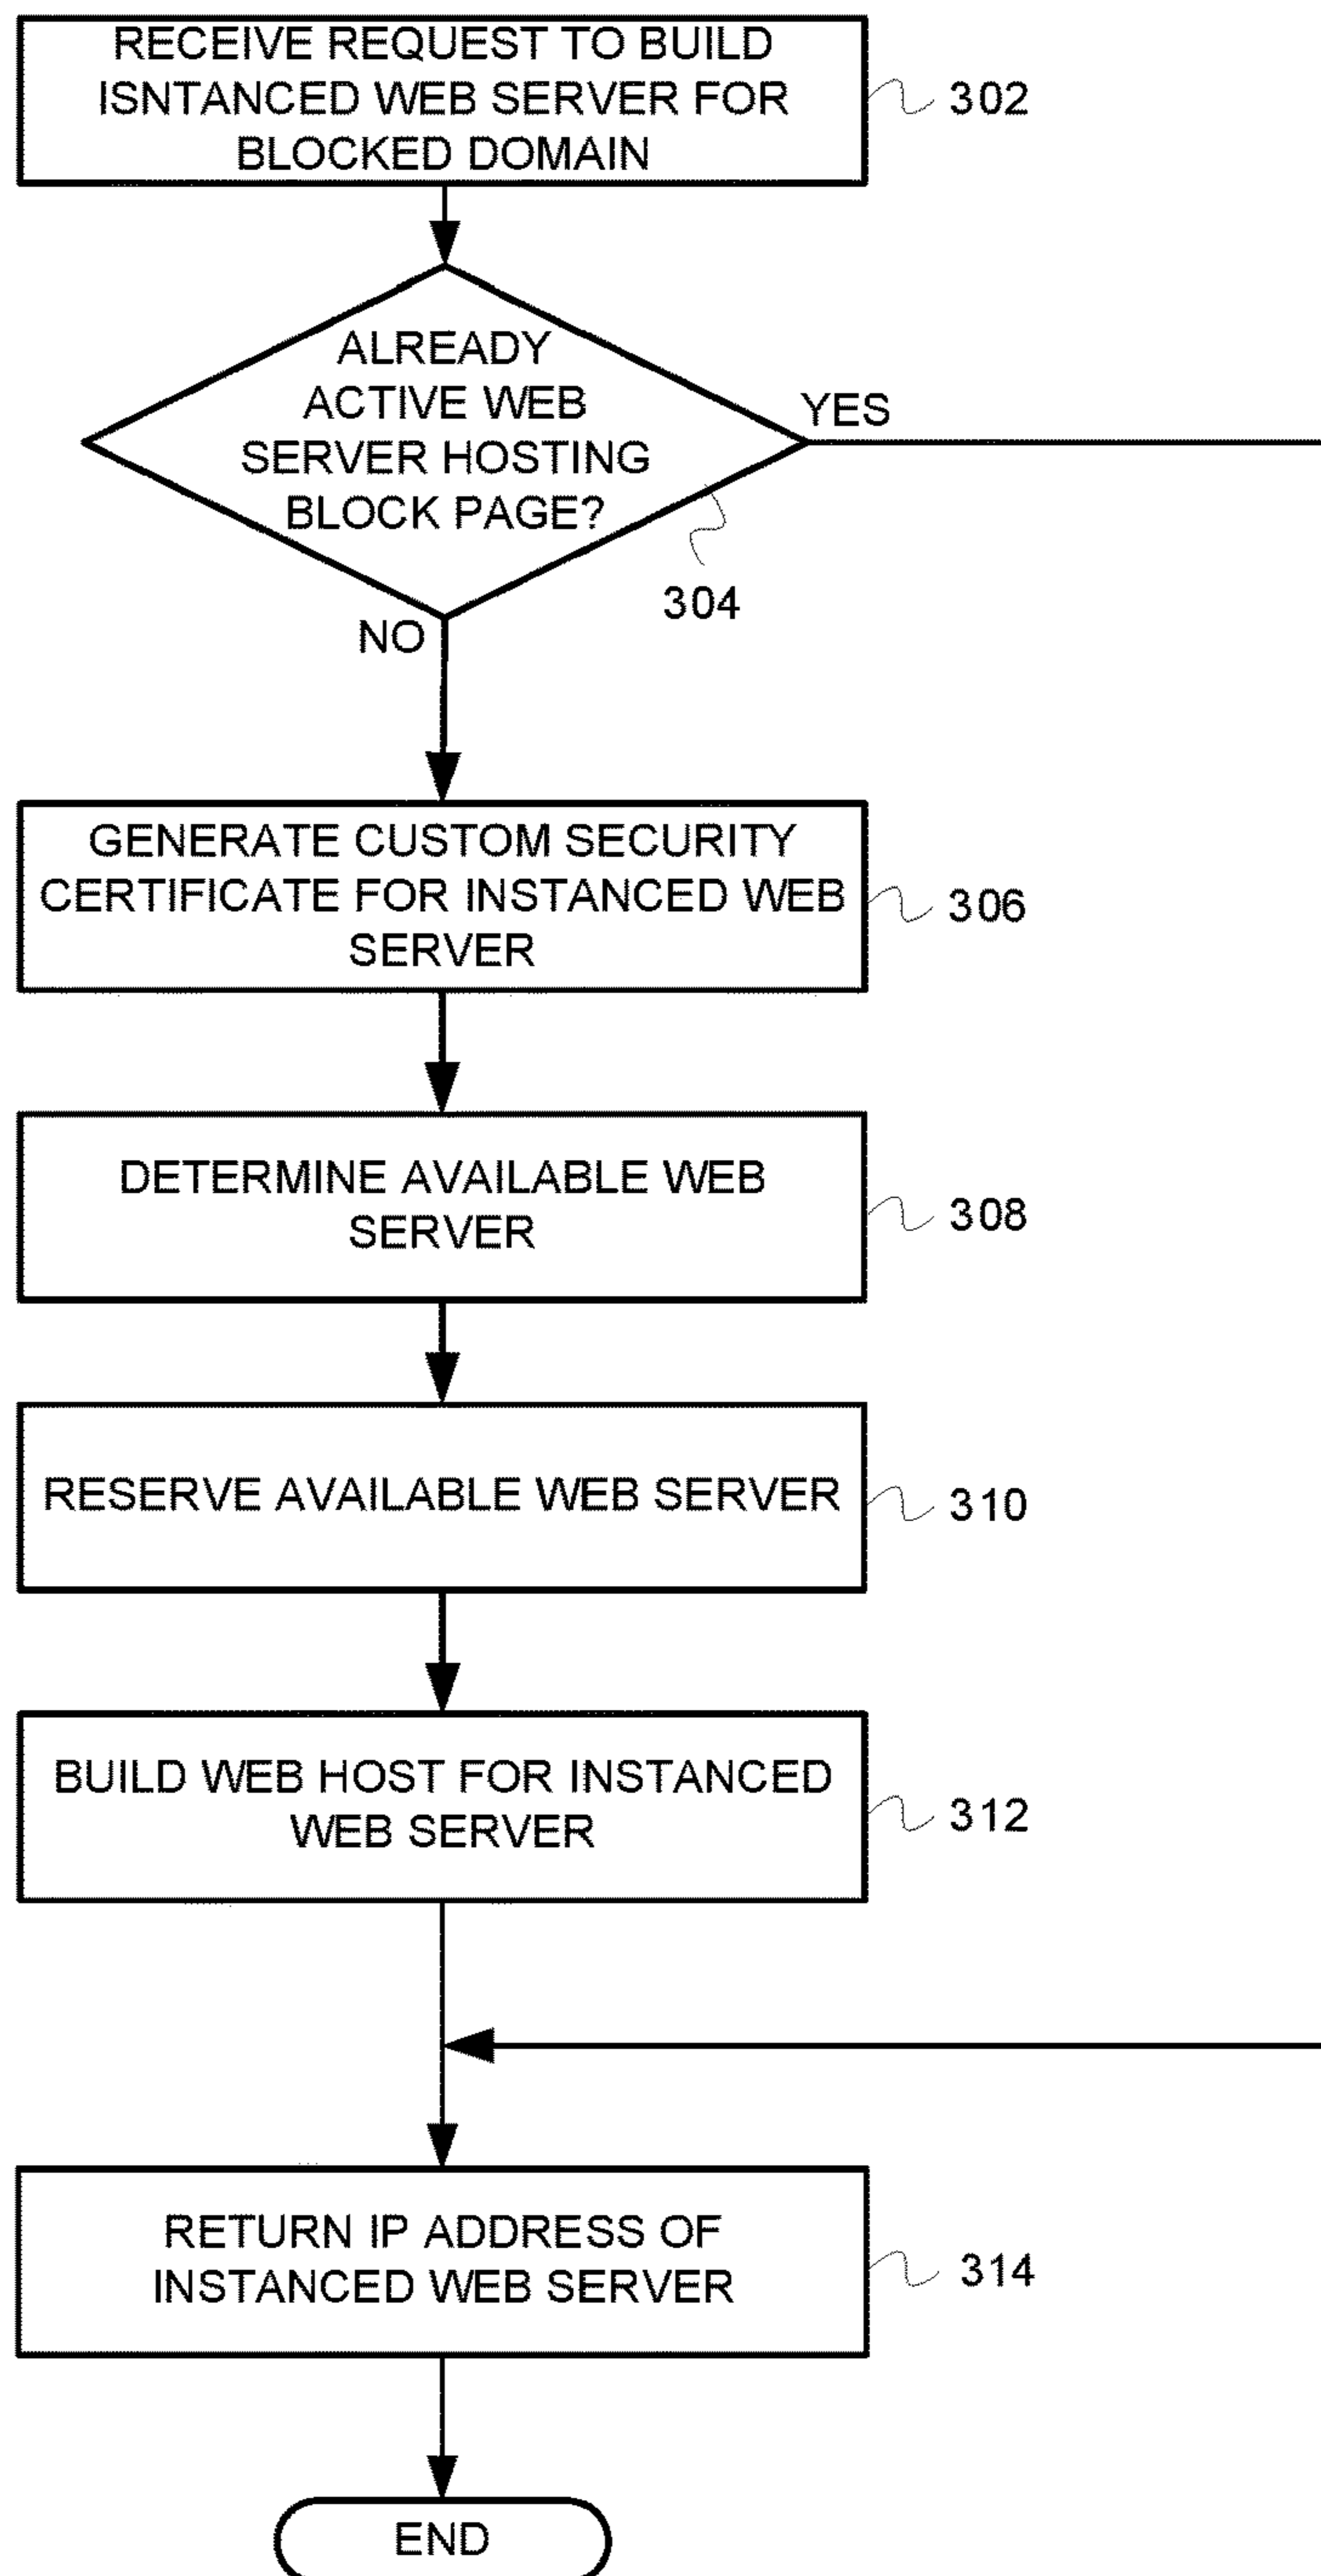 RECEIVE REQUEST TO BUILD
ISNTANCED WEB SERVER FOR
BLOCKED DOMAIN
302
ALREADY
ACTIVE WEB
SERVER HOSTING
BLOCK PAGE?
YES
304
NO
GENERATE CUSTOM SECURITY
CERTIFICATE FOR INSTANCED WEB
SERVER
306
DETERMINE AVAILABLE WEB
SERVER
308
RESERVE AVAILABLE WEB SERVER
310
BUILD WEB HOST FOR INSTANCED
WEB SERVER
312
RETURN IP ADDRESS OF
INSTANCED WEB SERVER
314
END